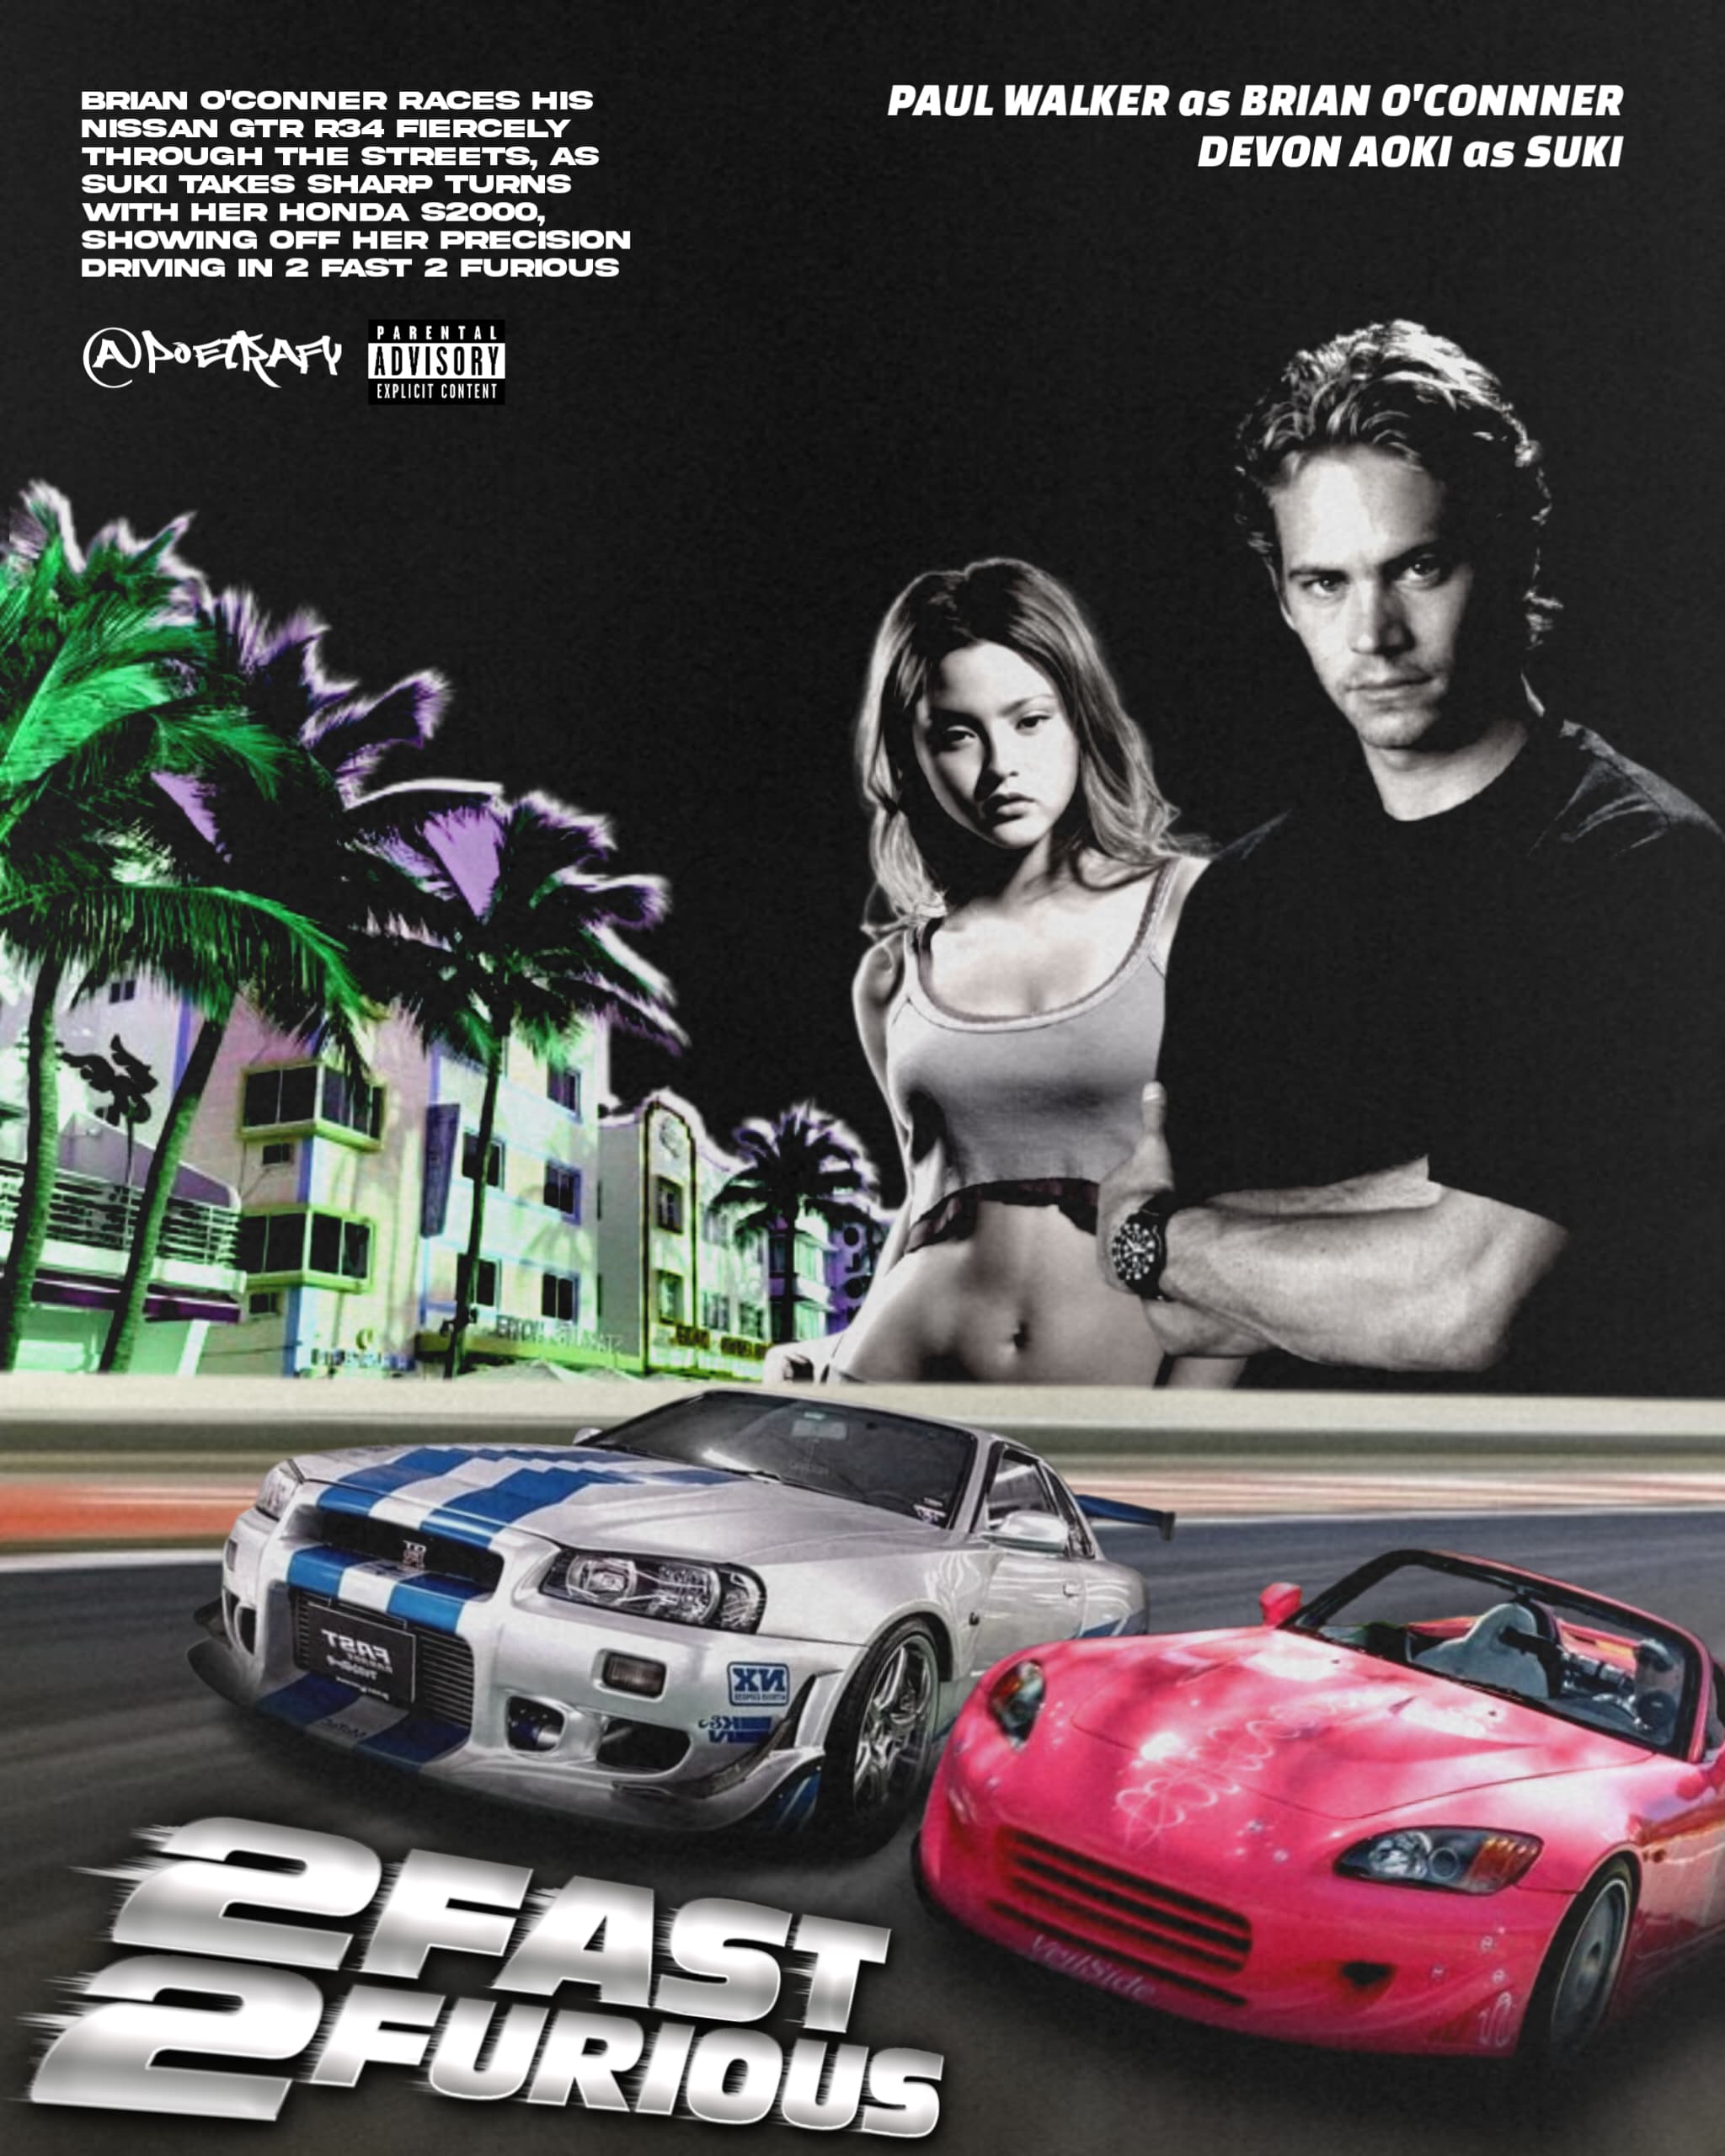 BRIAN O'CONNER RACES HIS
NISSAN GTR R34 FIERCELY
THROUGH THE STREETS, AS
SUKI TAKES SHARP TURNS
WITH HER HONDA S2000,
SHOWING OFF HER PRECISION
DRIVING IN 2 FAST 2 FURIOUS
PAUL WALKER as BRIAN O'CONNNER
DEVON AOKI as SUKI
@POETRAFY
PARENTAL
ADVISORY
EXPLICIT CONTENT
FAST
VeilSide
2 FAST
2 FURIOUS